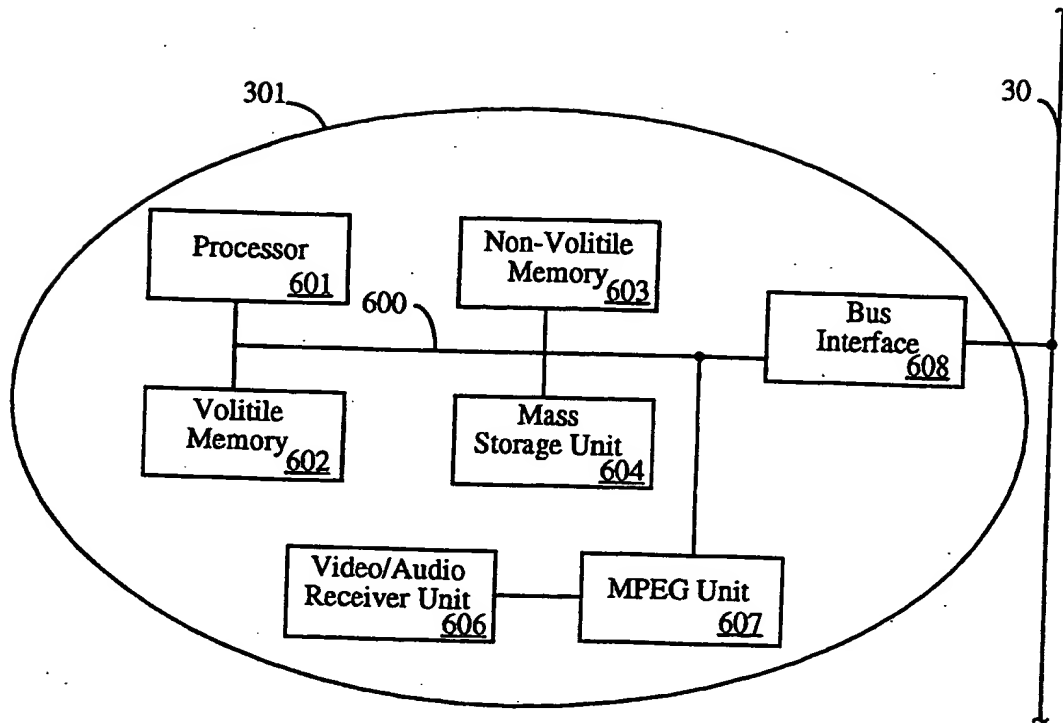 301
30
Processor
601
Non-Volitile
Memory
603
600
Bus
Interface
608
Volitile
Memory
602
Mass
Storage Unit
604
Video/Audio
Receiver Unit
606
MPEG Unit
607